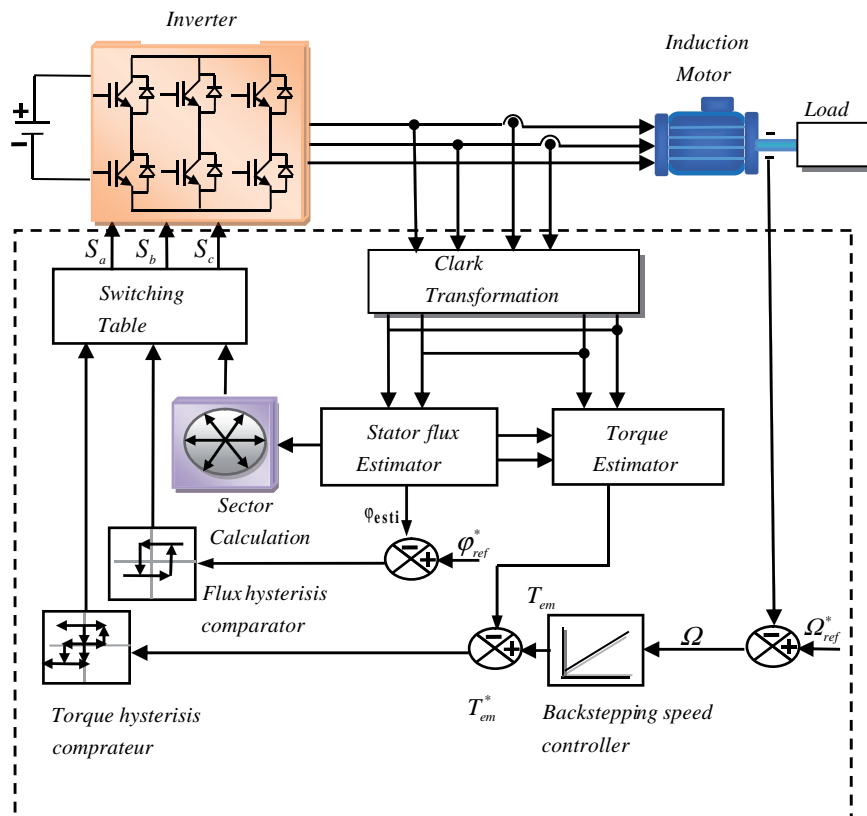 Inverter
Induction
Motor
Load
+
−
S_a S_b S_c
Clark
Transformation
Switching
Table
Stator flux
Estimator
Torque
Estimator
Sector
Calculation
φ_esti
− +
φ*_ref
Flux hysterisis
comparator
T_em
− +
Ω
− +
Ω*_ref
T*_em
Torque hysterisis
comprateur
Backstepping speed
controller